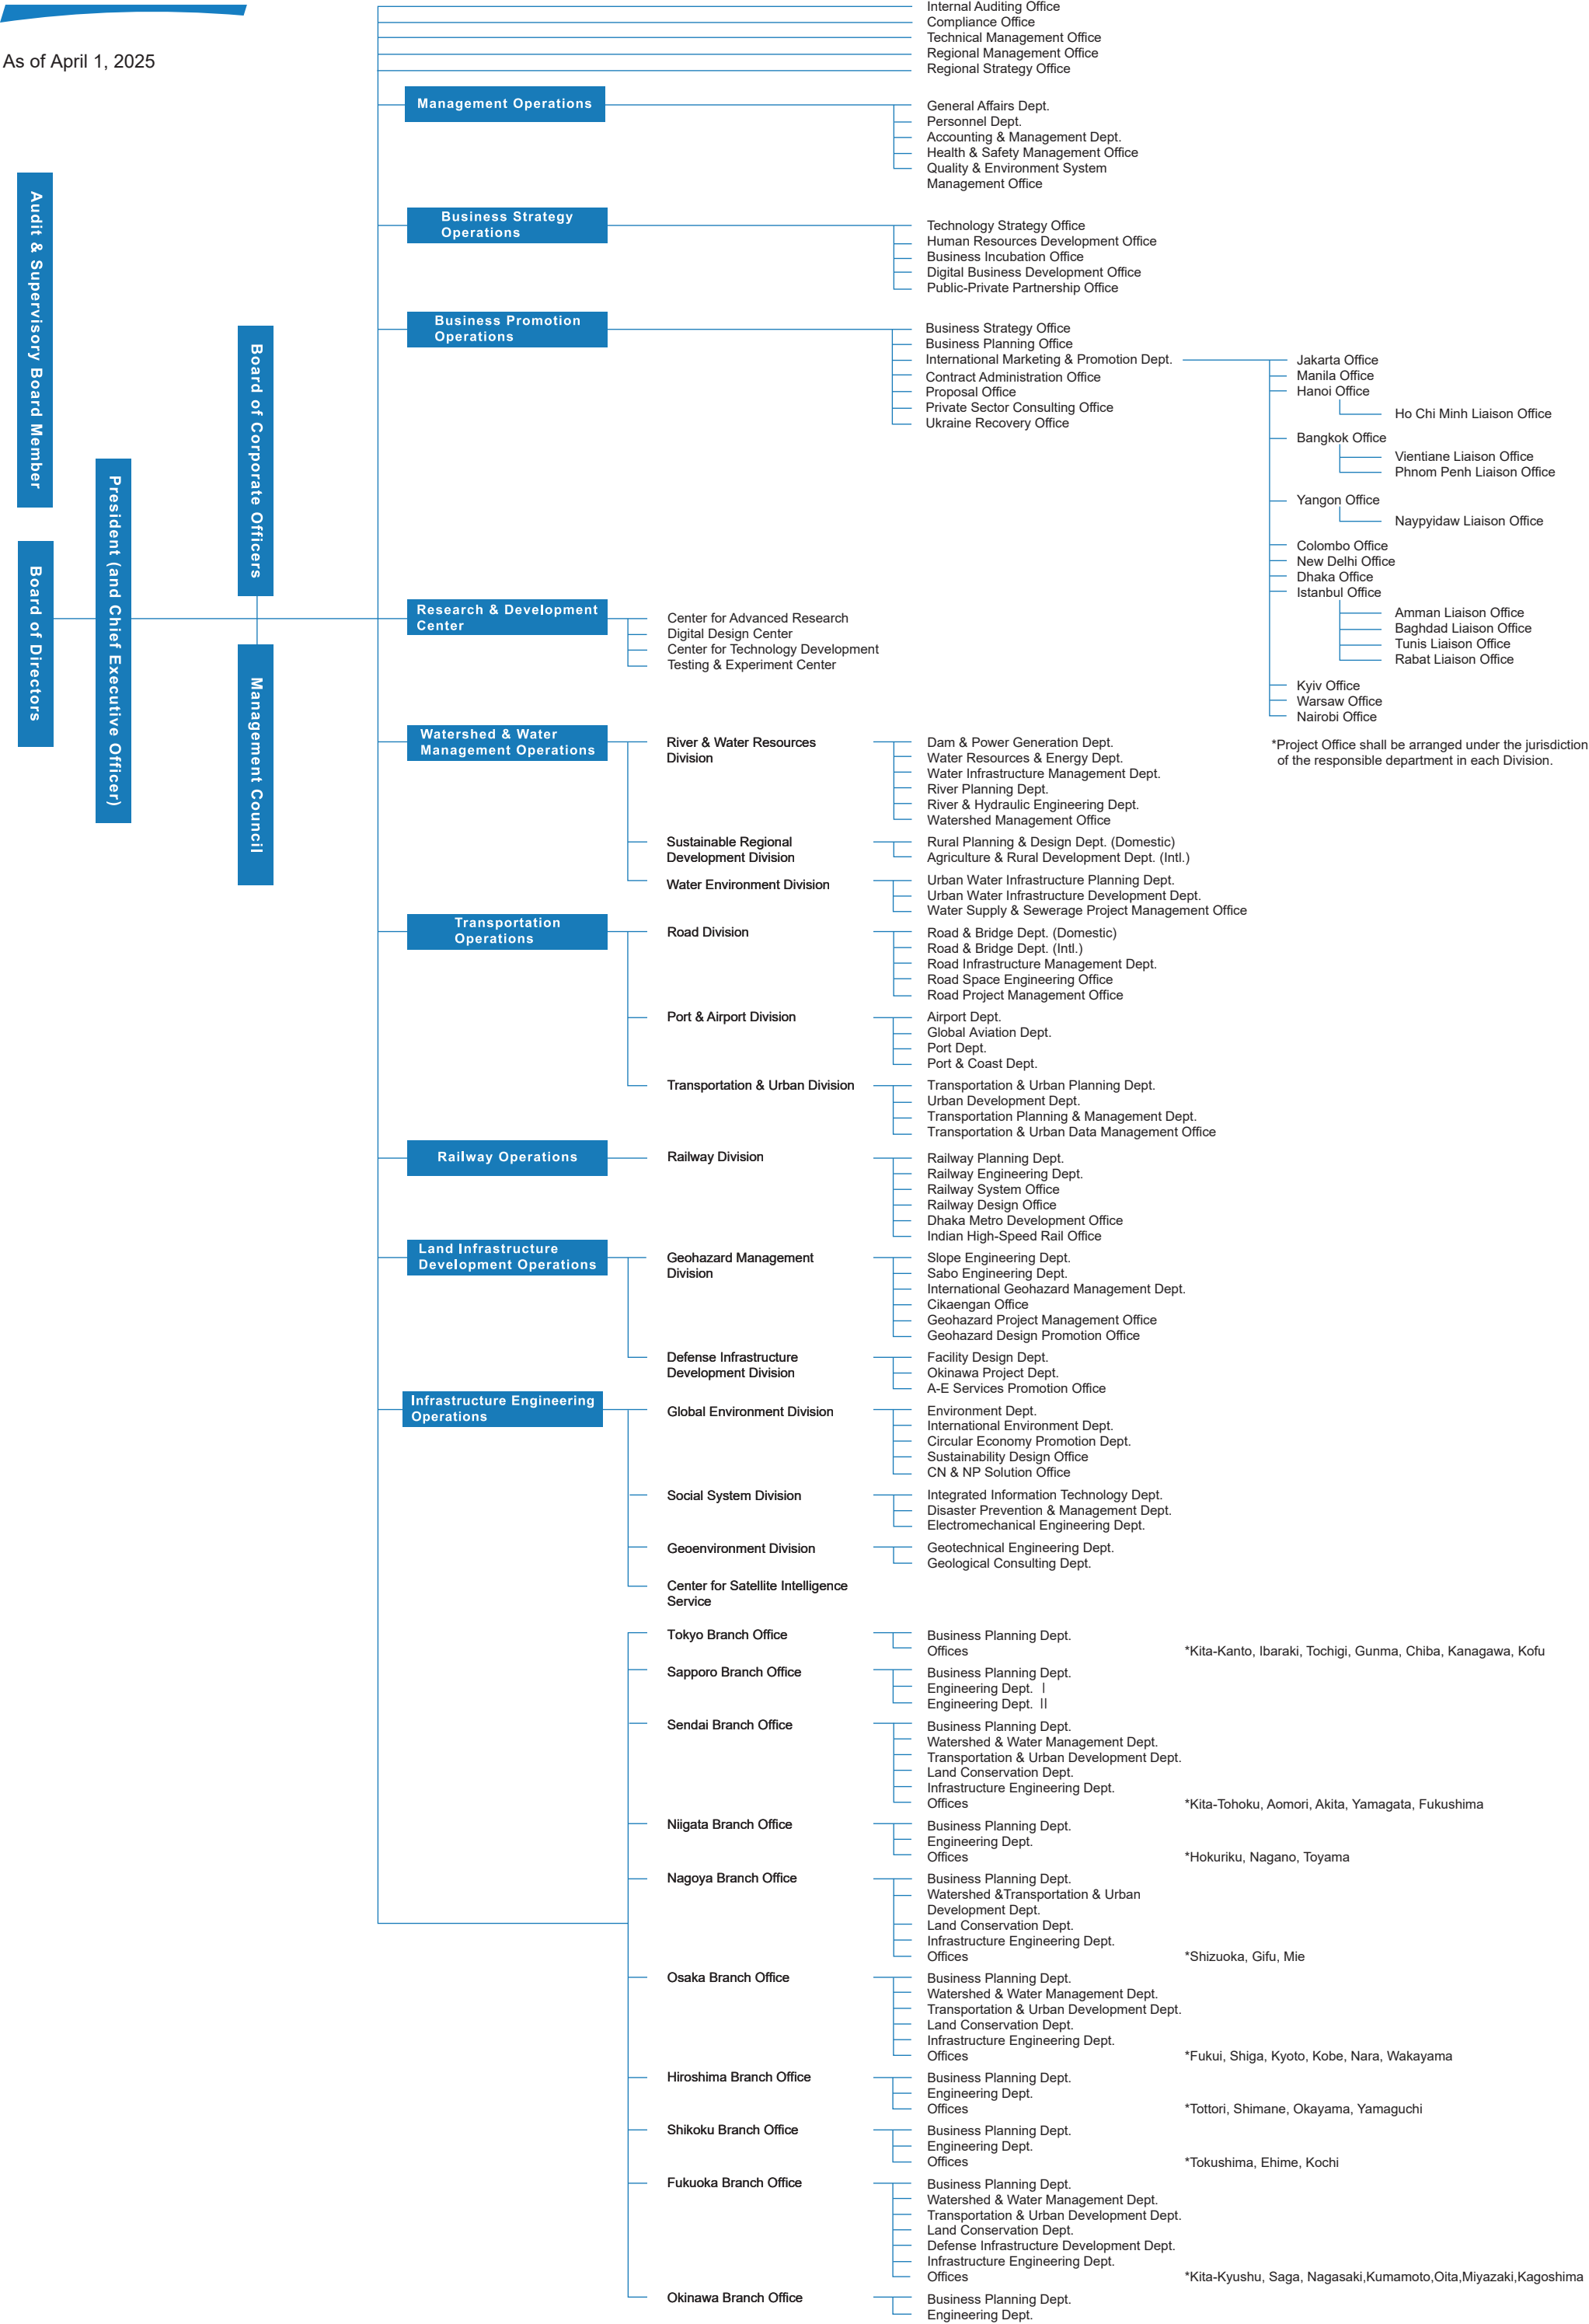 As of April 1, 2025
Audit & Supervisory Board Member
Board of Directors
President (and Chief Executive Officer)
Board of Corporate Officers
Management Council
Internal Auditing Office
Compliance Office
Technical Management Office
Regional Management Office
Regional Strategy Office
Management Operations
General Affairs Dept.
Personnel Dept.
Accounting & Management Dept.
Health & Safety Management Office
Quality & Environment System
Management Office
Business Strategy
Operations
Technology Strategy Office
Human Resources Development Office
Business Incubation Office
Digital Business Development Office
Public-Private Partnership Office
Business Promotion
Operations
Business Strategy Office
Business Planning Office
International Marketing & Promotion Dept.
Contract Administration Office
Proposal Office
Private Sector Consulting Office
Ukraine Recovery Office
Jakarta Office
Manila Office
Hanoi Office
Ho Chi Minh Liaison Office
Bangkok Office
Vientiane Liaison Office
Phnom Penh Liaison Office
Yangon Office
Naypyidaw Liaison Office
Colombo Office
New Delhi Office
Dhaka Office
Istanbul Office
Amman Liaison Office
Baghdad Liaison Office
Tunis Liaison Office
Rabat Liaison Office
Kyiv Office
Warsaw Office
Nairobi Office
*Project Office shall be arranged under the jurisdiction
of the responsible department in each Division.
Research & Development
Center
Center for Advanced Research
Digital Design Center
Center for Technology Development
Testing & Experiment Center
Watershed & Water
Management Operations
River & Water Resources
Division
Dam & Power Generation Dept.
Water Resources & Energy Dept.
Water Infrastructure Management Dept.
River Planning Dept.
River & Hydraulic Engineering Dept.
Watershed Management Office
Sustainable Regional
Development Division
Rural Planning & Design Dept. (Domestic)
Agriculture & Rural Development Dept. (Intl.)
Water Environment Division
Urban Water Infrastructure Planning Dept.
Urban Water Infrastructure Development Dept.
Water Supply & Sewerage Project Management Office
Transportation
Operations
Road Division
Road & Bridge Dept. (Domestic)
Road & Bridge Dept. (Intl.)
Road Infrastructure Management Dept.
Road Space Engineering Office
Road Project Management Office
Port & Airport Division
Airport Dept.
Global Aviation Dept.
Port Dept.
Port & Coast Dept.
Transportation & Urban Division
Transportation & Urban Planning Dept.
Urban Development Dept.
Transportation Planning & Management Dept.
Transportation & Urban Data Management Office
Railway Operations
Railway Division
Railway Planning Dept.
Railway Engineering Dept.
Railway System Office
Railway Design Office
Dhaka Metro Development Office
Indian High-Speed Rail Office
Land Infrastructure
Development Operations
Geohazard Management
Division
Slope Engineering Dept.
Sabo Engineering Dept.
International Geohazard Management Dept.
Cikaengan Office
Geohazard Project Management Office
Geohazard Design Promotion Office
Defense Infrastructure
Development Division
Facility Design Dept.
Okinawa Project Dept.
A-E Services Promotion Office
Infrastructure Engineering
Operations
Global Environment Division
Environment Dept.
International Environment Dept.
Circular Economy Promotion Dept.
Sustainability Design Office
CN & NP Solution Office
Social System Division
Integrated Information Technology Dept.
Disaster Prevention & Management Dept.
Electromechanical Engineering Dept.
Geoenvironment Division
Geotechnical Engineering Dept.
Geological Consulting Dept.
Center for Satellite Intelligence
Service
Tokyo Branch Office
Business Planning Dept.
Offices *Kita-Kanto, Ibaraki, Tochigi, Gunma, Chiba, Kanagawa, Kofu
Sapporo Branch Office
Business Planning Dept.
Engineering Dept. Ⅰ
Engineering Dept. Ⅱ
Sendai Branch Office
Business Planning Dept.
Watershed & Water Management Dept.
Transportation & Urban Development Dept.
Land Conservation Dept.
Infrastructure Engineering Dept.
Offices *Kita-Tohoku, Aomori, Akita, Yamagata, Fukushima
Niigata Branch Office
Business Planning Dept.
Engineering Dept.
Offices *Hokuriku, Nagano, Toyama
Nagoya Branch Office
Business Planning Dept.
Watershed &Transportation & Urban
Development Dept.
Land Conservation Dept.
Infrastructure Engineering Dept.
Offices *Shizuoka, Gifu, Mie
Osaka Branch Office
Business Planning Dept.
Watershed & Water Management Dept.
Transportation & Urban Development Dept.
Land Conservation Dept.
Infrastructure Engineering Dept.
Offices *Fukui, Shiga, Kyoto, Kobe, Nara, Wakayama
Hiroshima Branch Office
Business Planning Dept.
Engineering Dept.
Offices *Tottori, Shimane, Okayama, Yamaguchi
Shikoku Branch Office
Business Planning Dept.
Engineering Dept.
Offices *Tokushima, Ehime, Kochi
Fukuoka Branch Office
Business Planning Dept.
Watershed & Water Management Dept.
Transportation & Urban Development Dept.
Land Conservation Dept.
Defense Infrastructure Development Dept.
Infrastructure Engineering Dept.
Offices *Kita-Kyushu, Saga, Nagasaki,Kumamoto,Oita,Miyazaki,Kagoshima
Okinawa Branch Office
Business Planning Dept.
Engineering Dept.